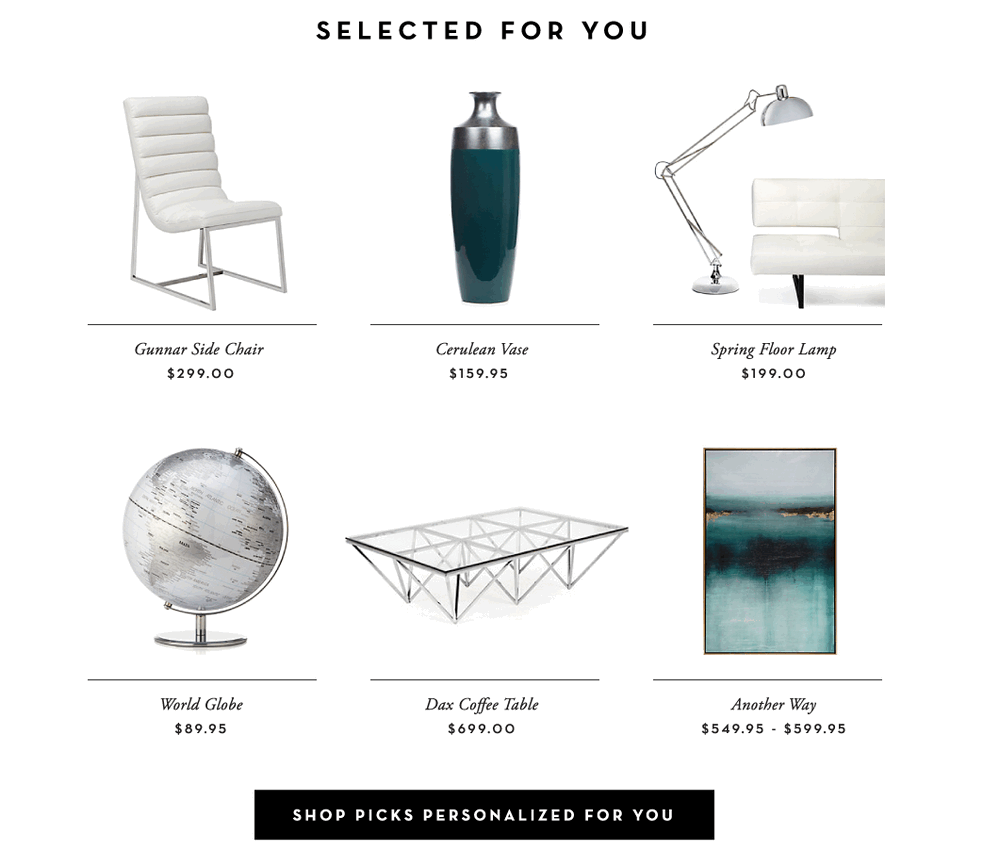 SELECTED FOR YOU
Gunnar Side Chair
$299.00
Cerulean Vase
$159.95
Spring Floor Lamp
$199.00
World Globe
$89.95
Dax Coffee Table
$699.00
Another Way
$549.95 - $599.95
SHOP PICKS PERSONALIZED FOR YOU